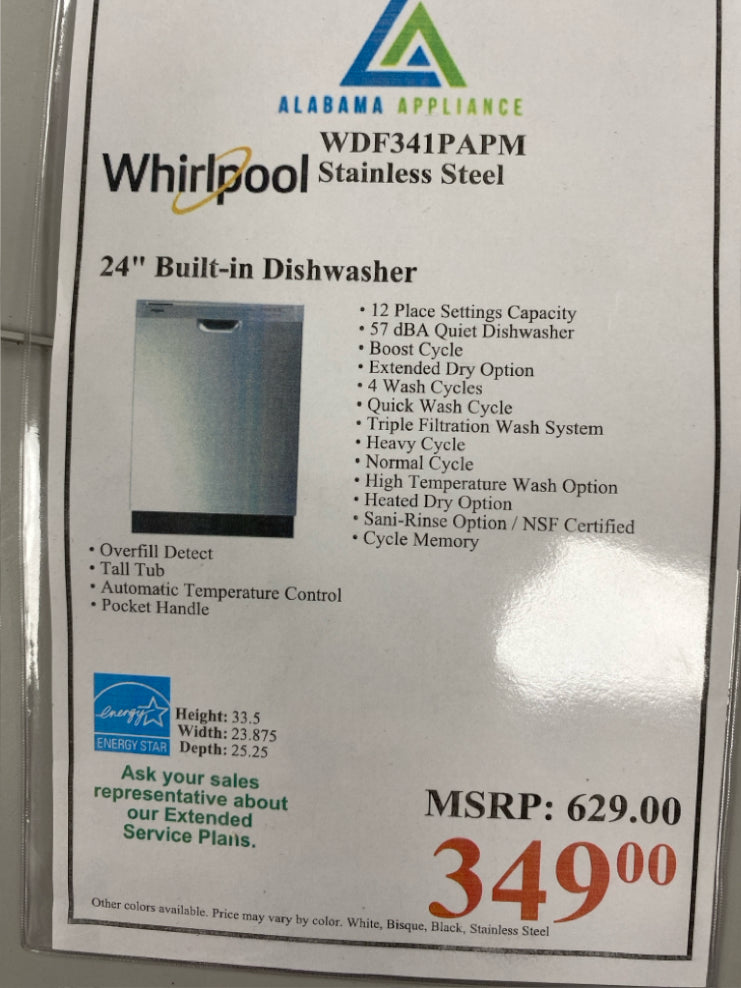 ALABAMA APPLIANCE
WDF341PAPM
Whirlpool Stainless Steel
24" Built-in Dishwasher
• 12 Place Settings Capacity
• 57 dBA Quiet Dishwasher
• Boost Cycle
• Extended Dry Option
• 4 Wash Cycles
• Quick Wash Cycle
• Triple Filtration Wash System
• Heavy Cycle
• Normal Cycle
• High Temperature Wash Option
• Heated Dry Option
• Sani-Rinse Option / NSF Certified
• Cycle Memory
• Overfill Detect
• Tall Tub
• Automatic Temperature Control
• Pocket Handle
energy
ENERGY STAR
Height: 33.5
Width: 23.875
Depth: 25.25
Ask your sales
representative about
our Extended
Service Plans.
MSRP: 629.00
34900
Other colors available. Price may vary by color. White, Bisque, Black, Stainless Steel